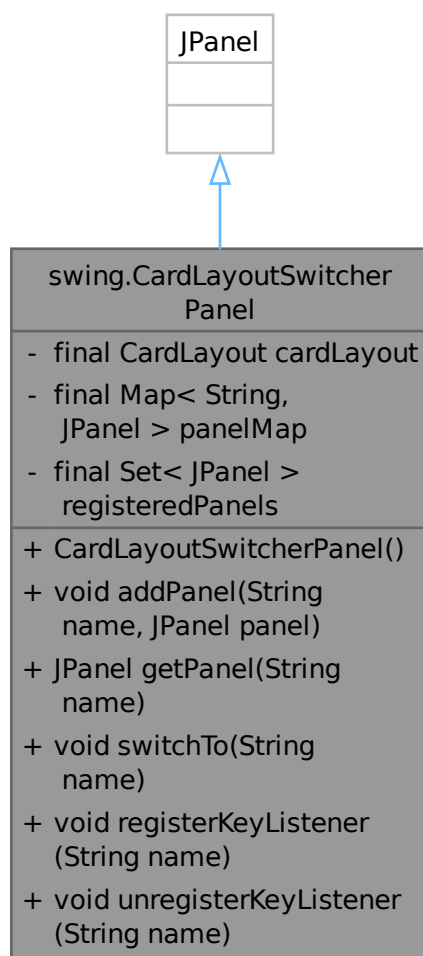 JPanel
swing.CardLayoutSwitcher
Panel
- final CardLayout cardLayout
- final Map< String,
JPanel > panelMap
- final Set< JPanel >
registeredPanels
+ CardLayoutSwitcherPanel()
+ void addPanel(String
name, JPanel panel)
+ JPanel getPanel(String
name)
+ void switchTo(String
name)
+ void registerKeyListener
(String name)
+ void unregisterKeyListener
(String name)